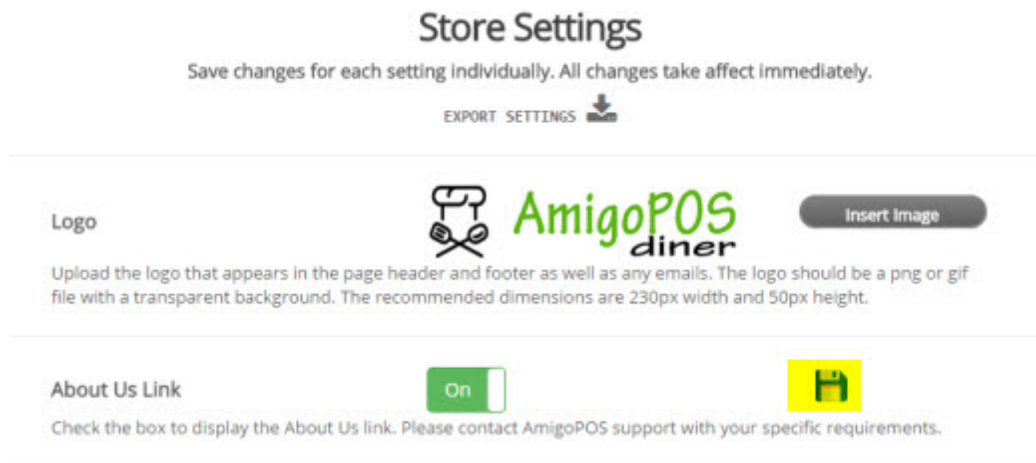 Store Settings
Save changes for each setting individually. All changes take affect immediately.
EXPORT SETTINGS
Logo
AmigoPOS
diner
Insert Image
Upload the logo that appears in the page header and footer as well as any emails. The logo should be a png or gif
file with a transparent background. The recommended dimensions are 230px width and 50px height.
About Us Link
On
Check the box to display the About Us link. Please contact AmigoPOS support with your specific requirements.